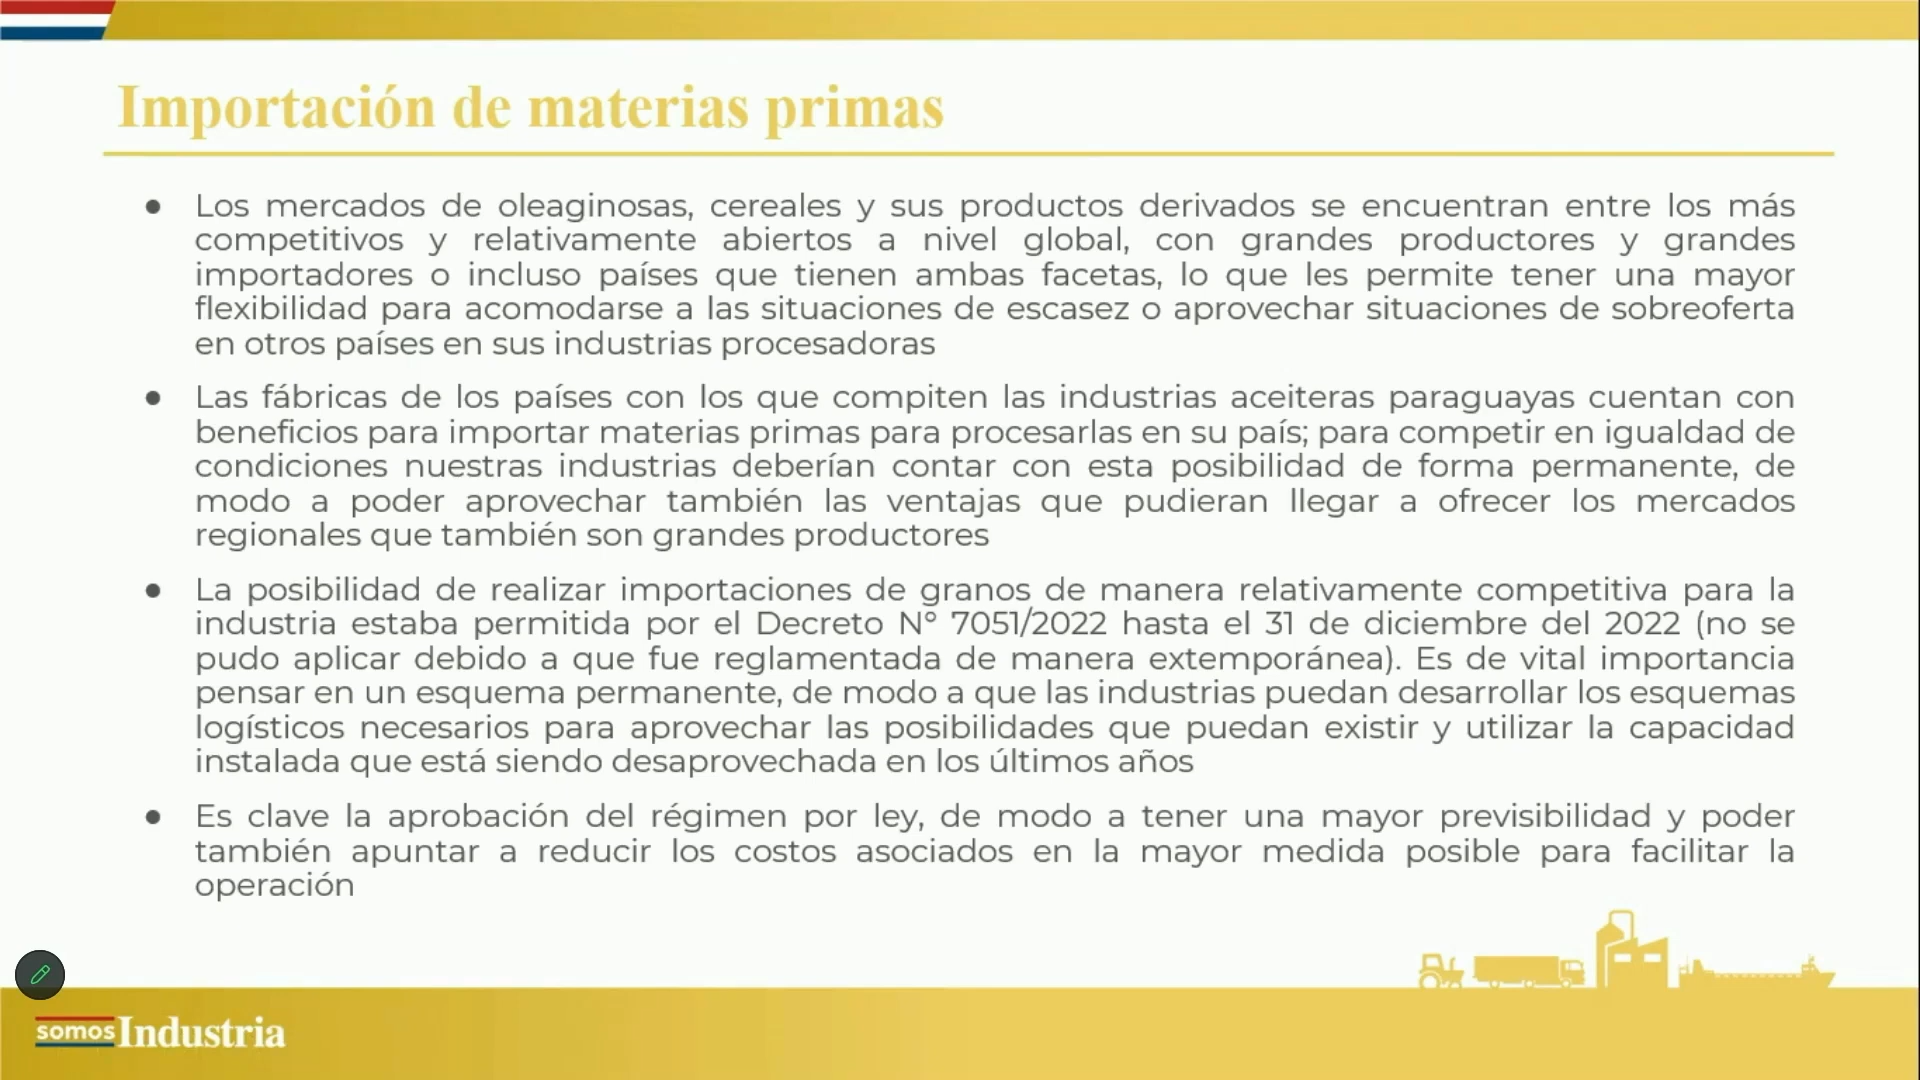 Importación de materias primas
● Los mercados de oleaginosas, cereales y sus productos derivados se encuentran entre los más
competitivos y relativamente abiertos a nivel global, con grandes productores y grandes
importadores o incluso países que tienen ambas facetas, lo que les permite tener una mayor
flexibilidad para acomodarse a las situaciones de escasez o aprovechar situaciones de sobreoferta
en otros países en sus industrias procesadoras
● Las fábricas de los países con los que compiten las industrias aceiteras paraguayas cuentan con
beneficios para importar materias primas para procesarlas en su país; para competir en igualdad de
condiciones nuestras industrias deberían contar con esta posibilidad de forma permanente, de
modo a poder aprovechar también las ventajas que pudieran llegar a ofrecer los mercados
regionales que también son grandes productores
● La posibilidad de realizar importaciones de granos de manera relativamente competitiva para la
industria estaba permitida por el Decreto N° 7051/2022 hasta el 31 de diciembre del 2022 (no se
pudo aplicar debido a que fue reglamentada de manera extemporánea). Es de vital importancia
pensar en un esquema permanente, de modo a que las industrias puedan desarrollar los esquemas
logísticos necesarios para aprovechar las posibilidades que puedan existir y utilizar la capacidad
instalada que está siendo desaprovechada en los últimos años
● Es clave la aprobación del régimen por ley, de modo a tener una mayor previsibilidad y poder
también apuntar a reducir los costos asociados en la mayor medida posible para facilitar la
operación
somos Industria